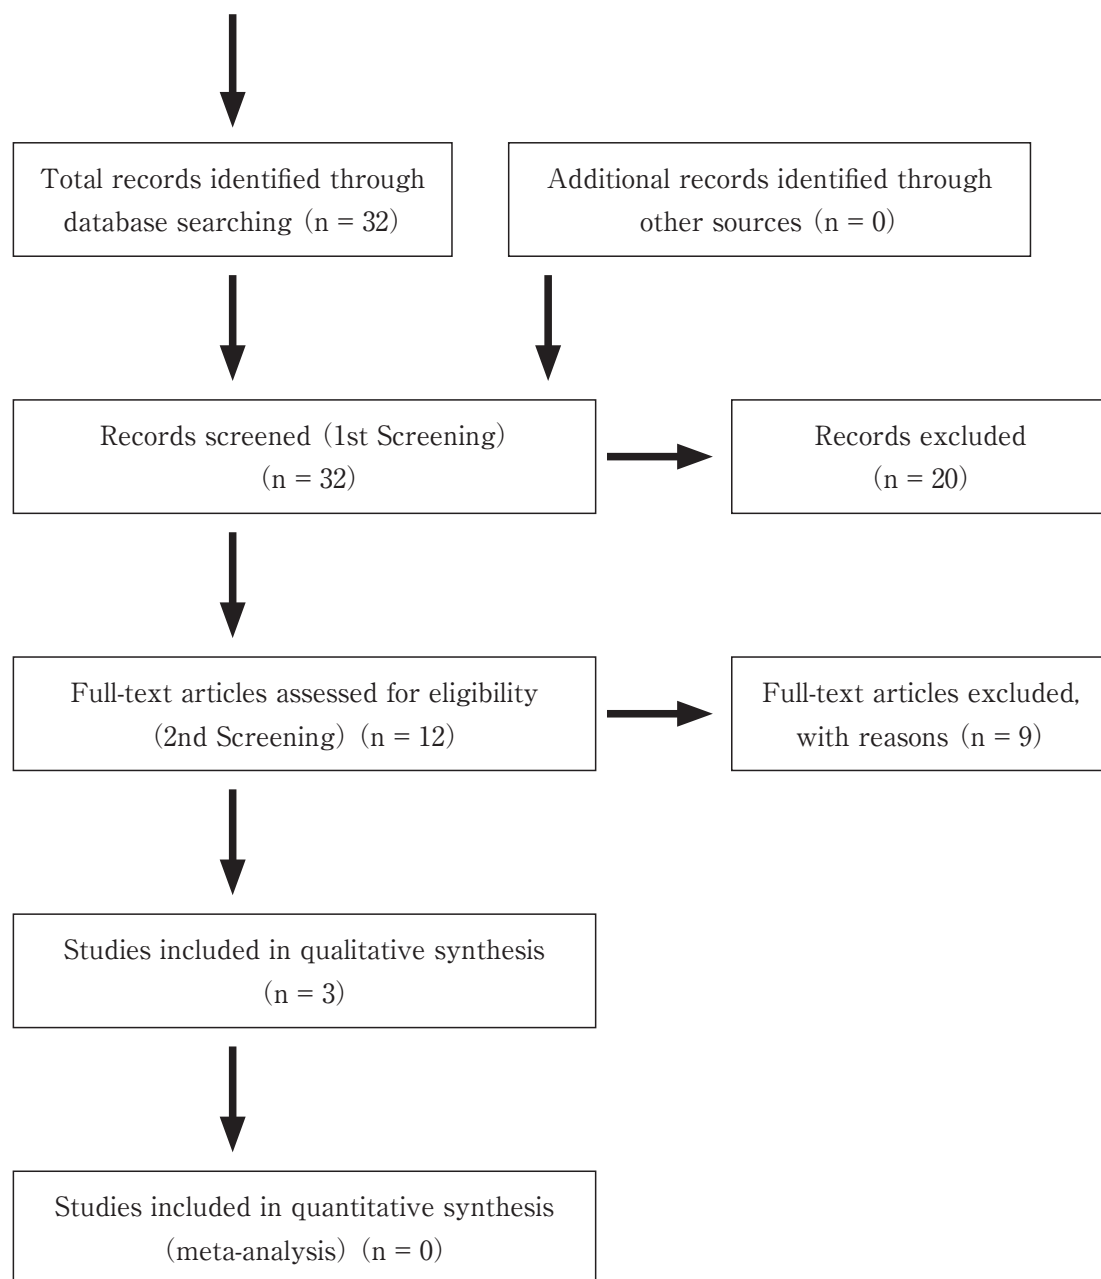 Total records identified through
database searching (n = 32)
Additional records identified through
other sources (n = 0)
Records screened (1st Screening)
(n = 32)
Records excluded
(n = 20)
Full-text articles assessed for eligibility
(2nd Screening) (n = 12)
Full-text articles excluded,
with reasons (n = 9)
Studies included in qualitative synthesis
(n = 3)
Studies included in quantitative synthesis
(meta-analysis) (n = 0)